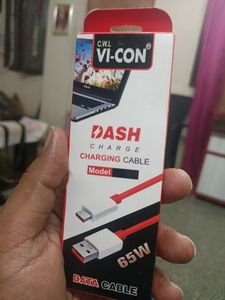 C.W.L
VI-CON®
DASH
CHARGE
CHARGING CABLE
Model
65W
DATA CABLE